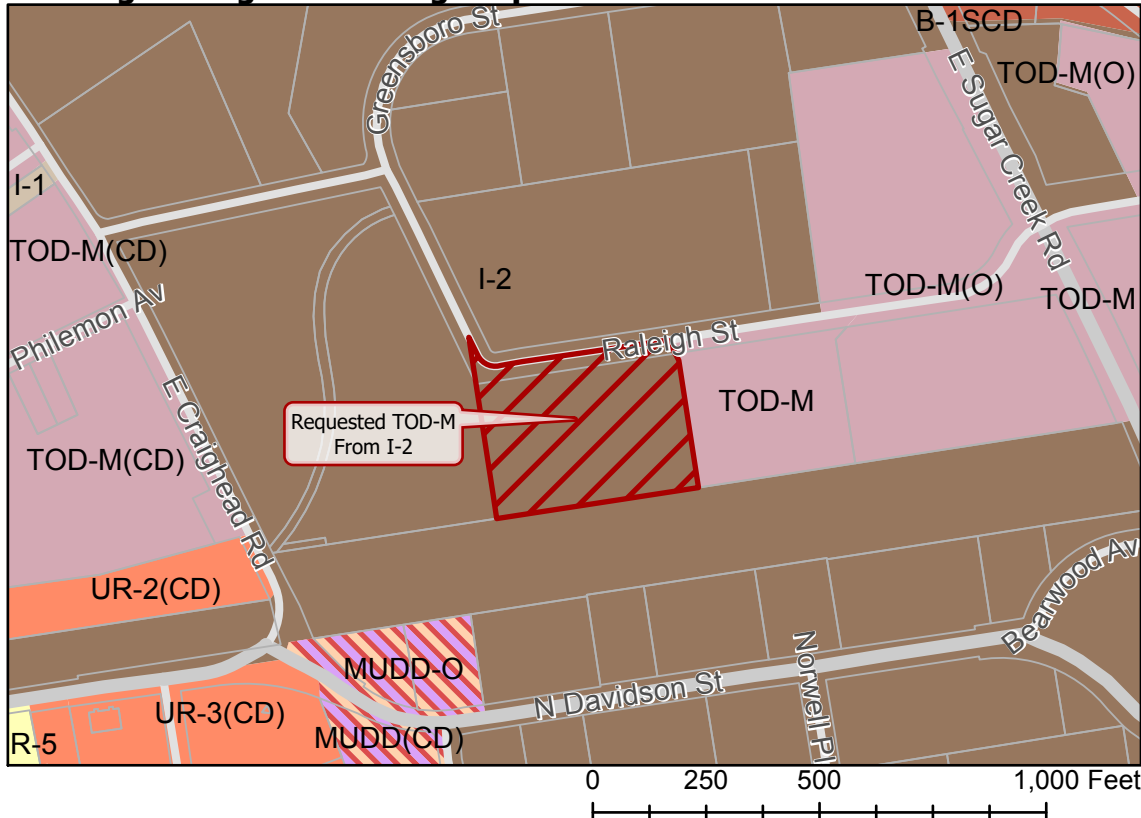 Greensboro St
B-1SCD
E Sugar Creek Rd
TOD-M(O)
I-1
TOD-M(CD)
I-2
TOD-M(O)
TOD-M
Philemon Av
Raleigh St
E Craighead Rd
Requested TOD-M
From I-2
TOD-M
TOD-M(CD)
UR-2(CD)
Bearwood Av
MUDD-O
Norwell Pl
N Davidson St
UR-3(CD)
MUDD(CD)
R-5
0 250 500 1,000 Feet